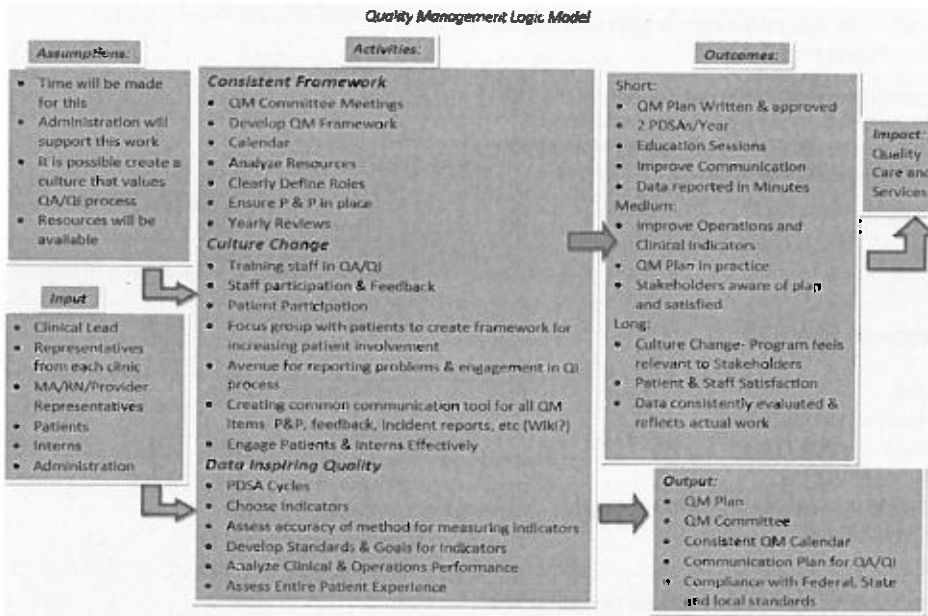 Quality Management Logic Model
Assumptions:
• Time will be made
for this
• Administration will
support this work
• It is possible create a
culture that values
QA/QI process
• Resources will be
available
Input
• Clinical Lead
• Representatives
from each clinic
• MA/RN/Provider
Representatives
• Patients
• Interns
• Administration
Activities:
Consistent Framework
• QM Committee Meetings
• Develop QM Framework
• Calendar
• Analyze Resources
• Clearly Define Roles
• Ensure P & P in place
• Yearly Reviews
Culture Change
• Training staff in QA/QI
• Staff participation & Feedback
• Patient Participation
• Focus group with patients to create framework for
increasing patient involvement
• Avenue for reporting problems & engagement in QI
process
• Creating common communication tool for all QM
items P&P, feedback, incident reports, etc (Wiki?)
• Engage Patients & Interns Effectively
Data Inspiring Quality
• PDSA Cycles
• Choose Indicators
• Assess accuracy of method for measuring indicators
• Develop Standards & Goals for Indicators
• Analyze Clinical & Operations Performance
• Assess Entire Patient Experience
Outcomes:
Short:
• QM Plan Written & approved
• 2 PDSAs/Year
• Education Sessions
• Improve Communication
• Data reported in Minutes
Medium:
• Improve Operations and
Clinical Indicators
• QM Plan in practice
• Stakeholders aware of plan
and satisfied
Long:
• Culture Change- Program feels
relevant to Stakeholders
• Patient & Staff Satisfaction
• Data consistently evaluated &
reflects actual work
Output:
• QM Plan
• QM Committee
• Consistent QM Calendar
• Communication Plan for QA/QI
• Compliance with Federal, State
and local standards
Impact:
Quality
Care and
Services